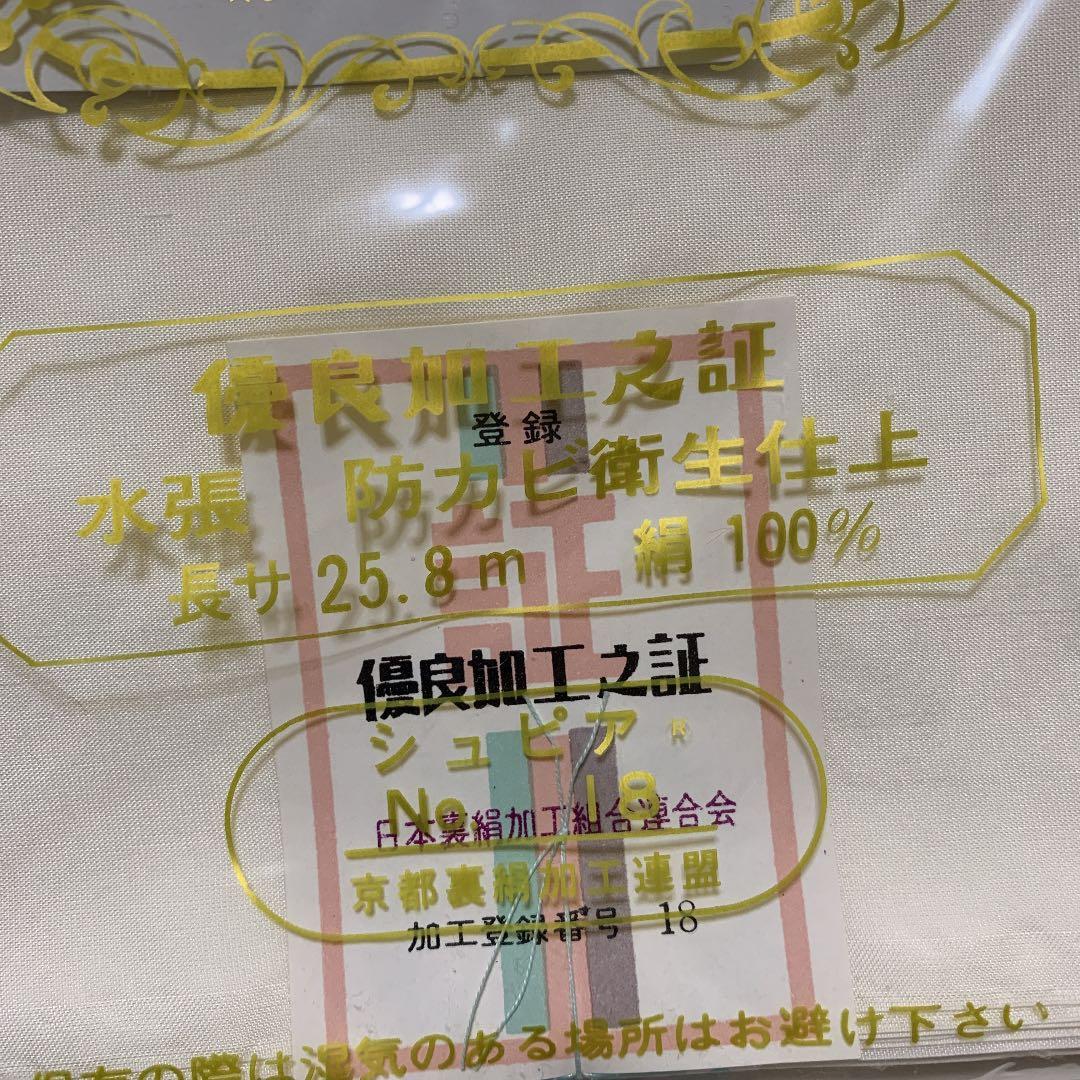 優良加工之証
登録
水張 防カビ衛生仕上
長サ 25.8m 絹 100%
証
優良加工之証
シュピア®
No. 18
日本裏絹加工組合連合会
京都裏絹加工連盟
加工登録番号 18
保存の際は湿気のある場所はお避け下さい